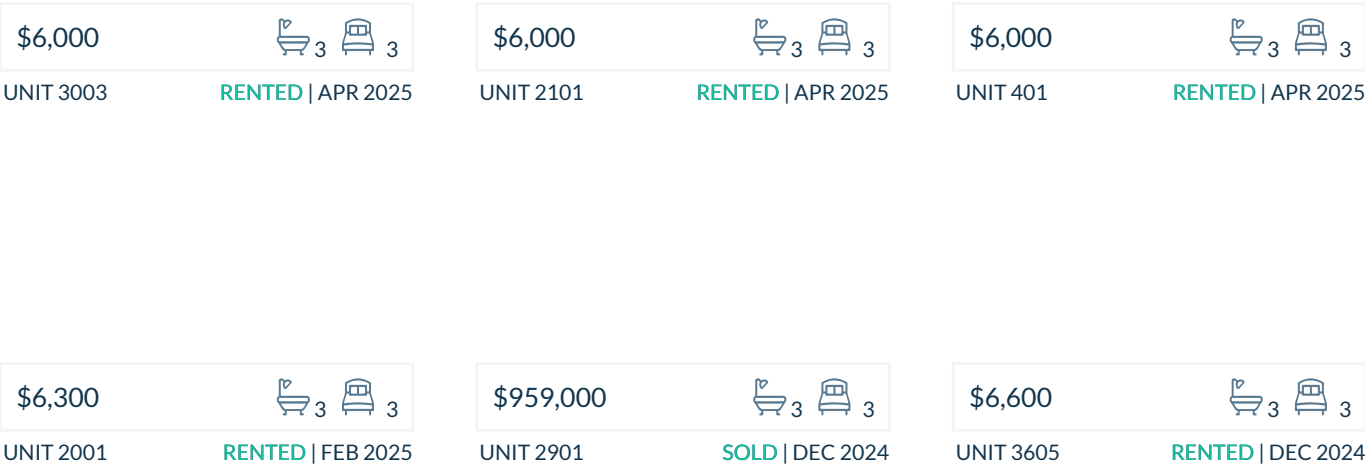 $6,000 3 3 $6,000 3 3 $6,000 3 3
UNIT 3003 RENTED | APR 2025 UNIT 2101 RENTED | APR 2025 UNIT 401 RENTED | APR 2025
$6,300 3 3 $959,000 3 3 $6,600 3 3
UNIT 2001 RENTED | FEB 2025 UNIT 2901 SOLD | DEC 2024 UNIT 3605 RENTED | DEC 2024